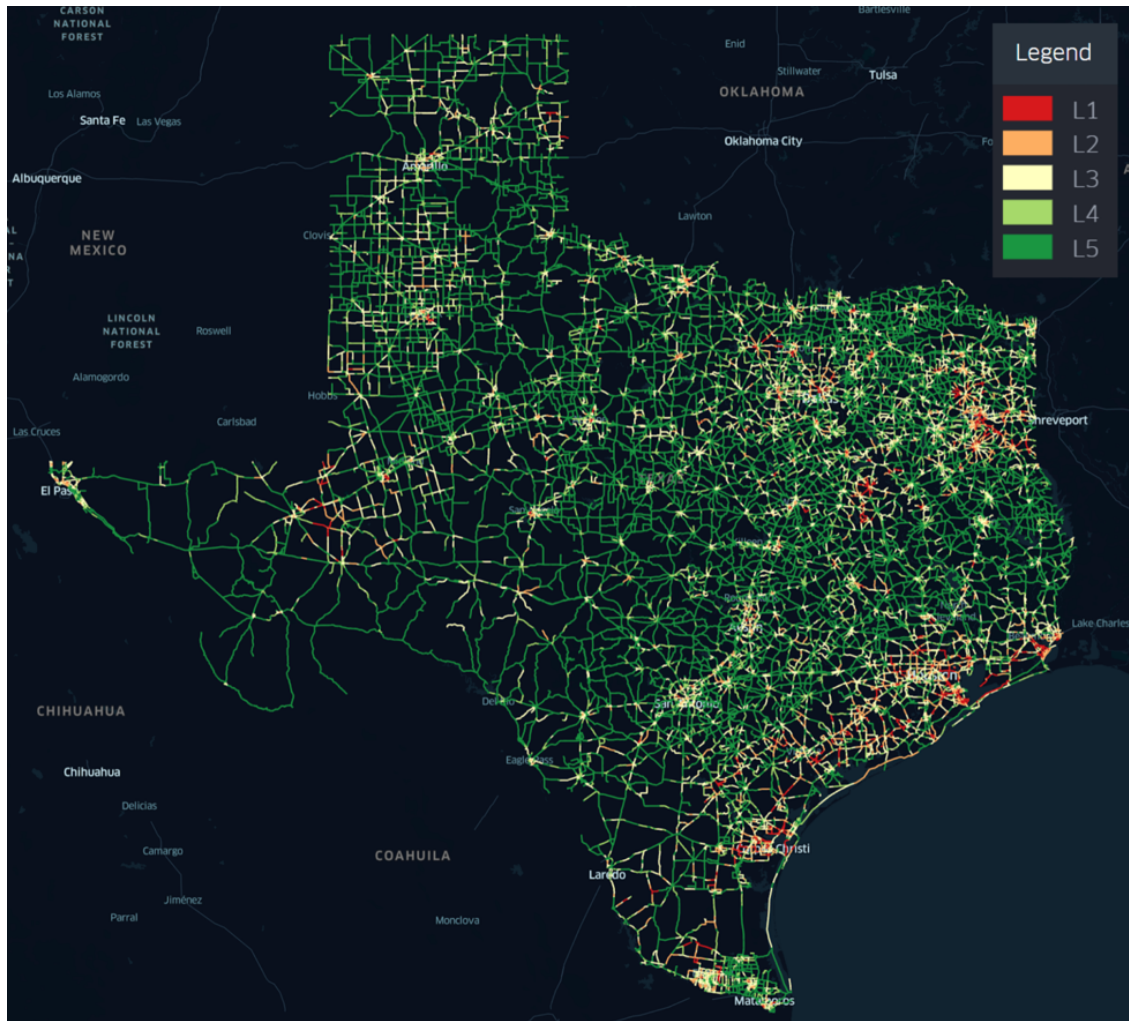 CARSON
NATIONAL
FOREST
Bartlesville
Enid
Stillwater
Tulsa
Legend
L1
L2
L3
L4
L5
Los Alamos
OKLAHOMA
Santa Fe
Las Vegas
Oklahoma City
Fo
Amarillo
Albuquerque
Lawton
NEW
MEXICO
Clovis
LINCOLN
NATIONAL
FOREST
Roswell
Alamogordo
Hobbs
Carlsbad
Las Cruces
Dallas
Shreveport
El Paso
Austin
Lake Charles
Houston
San Antonio
Del Rio
CHIHUAHUA
Eagle Pass
Chihuahua
Delicias
Corpus Christi
Camargo
COAHUILA
Laredo
Jiménez
Parral
Monclova
Matamoros